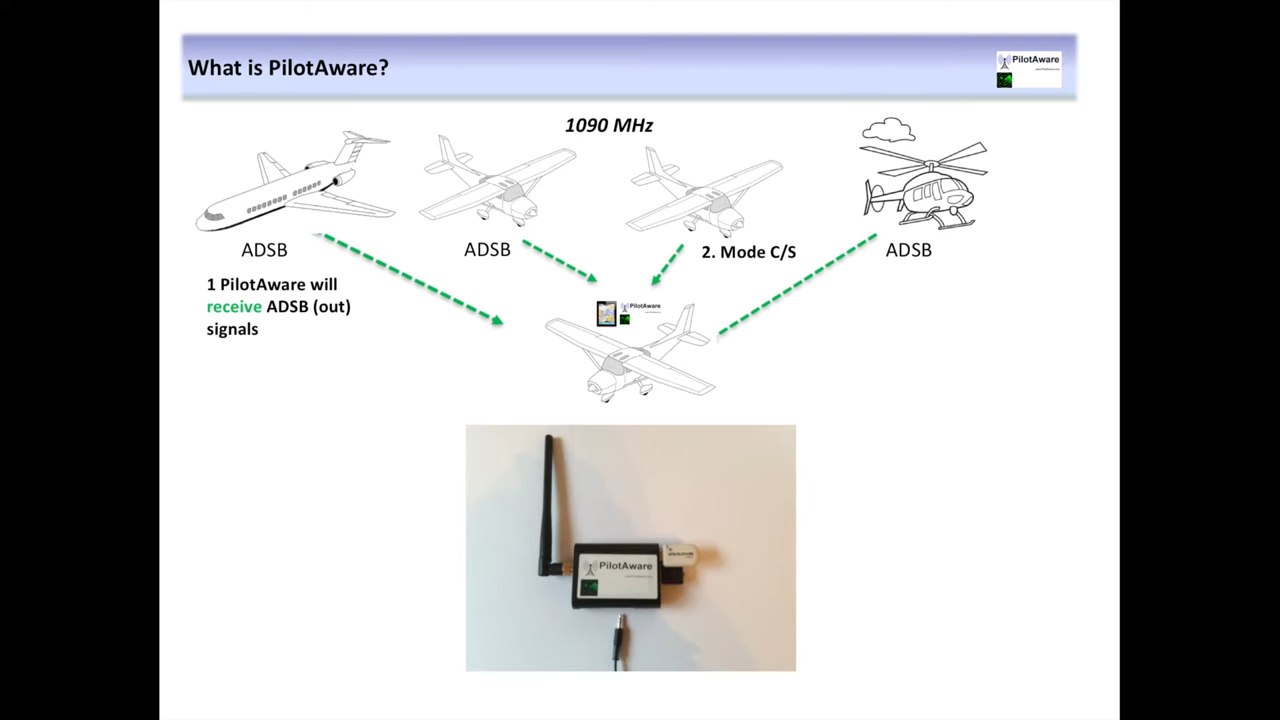 What is PilotAware?
PilotAware
1090 MHz
ADSB
ADSB
2. Mode C/S
ADSB
1 PilotAware will
receive ADSB (out)
signals
PilotAware
PilotAware